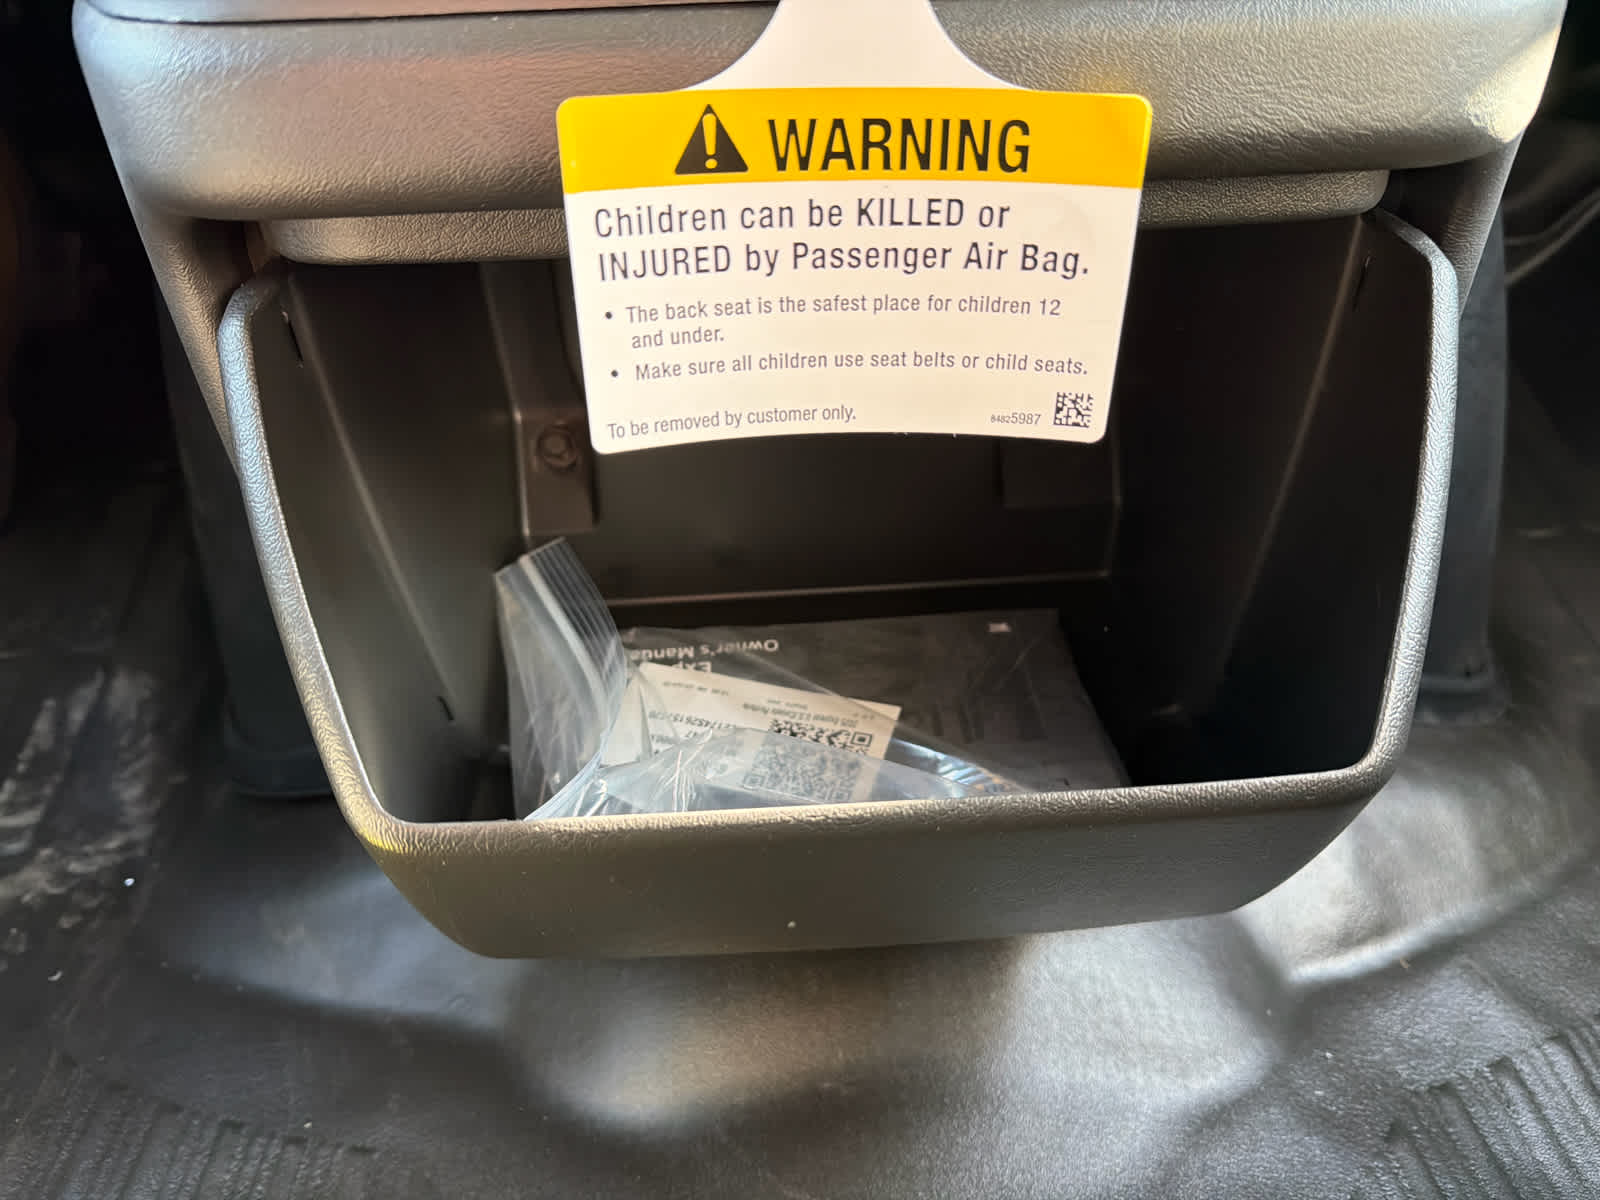 WARNING
Children can be KILLED or
INJURED by Passenger Air Bag.
• The back seat is the safest place for children 12
and under.
• Make sure all children use seat belts or child seats.
To be removed by customer only.
84825987
Owner's Manua
Exp